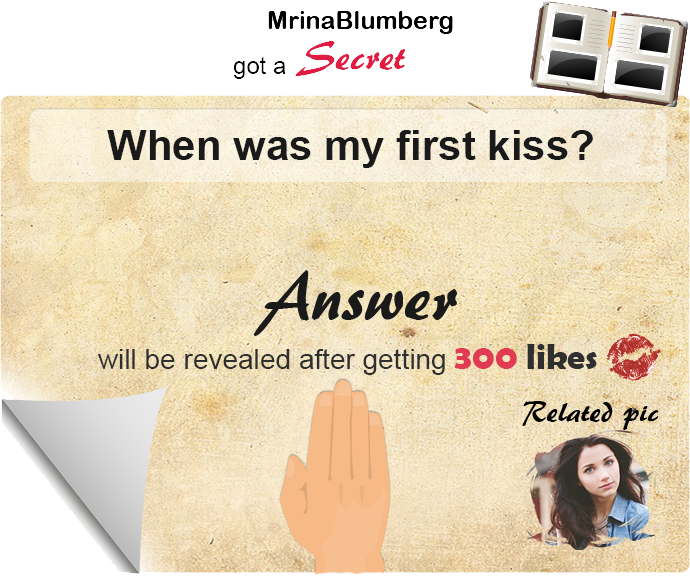 MrinaBlumberg
got a Secret
When was my first kiss?
Answer
will be revealed after getting 300 likes
Related pic